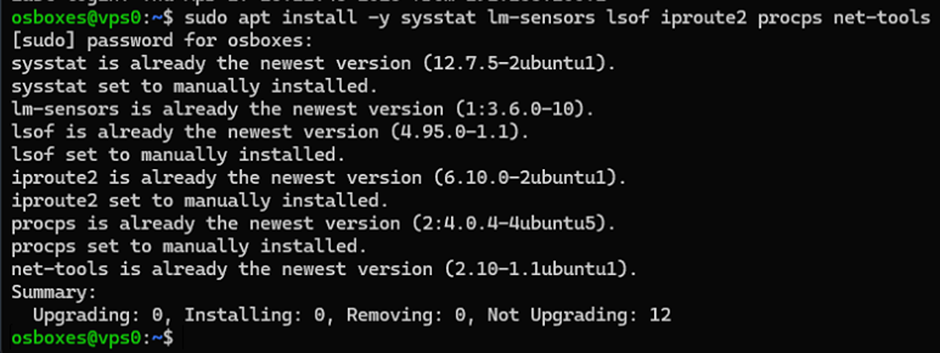 osboxes@vps0:~$ sudo apt install -y sysstat lm-sensors lsof iproute2 procps net-tools
[sudo] password for osboxes:
sysstat is already the newest version (12.7.5-2ubuntu1).
sysstat set to manually installed.
lm-sensors is already the newest version (1:3.6.0-10).
lsof is already the newest version (4.95.0-1.1).
lsof set to manually installed.
iproute2 is already the newest version (6.10.0-2ubuntu1).
iproute2 set to manually installed.
procps is already the newest version (2:4.0.4-4ubuntu5).
procps set to manually installed.
net-tools is already the newest version (2.10-1.1ubuntu1).
Summary:
  Upgrading: 0, Installing: 0, Removing: 0, Not Upgrading: 12
osboxes@vps0:~$